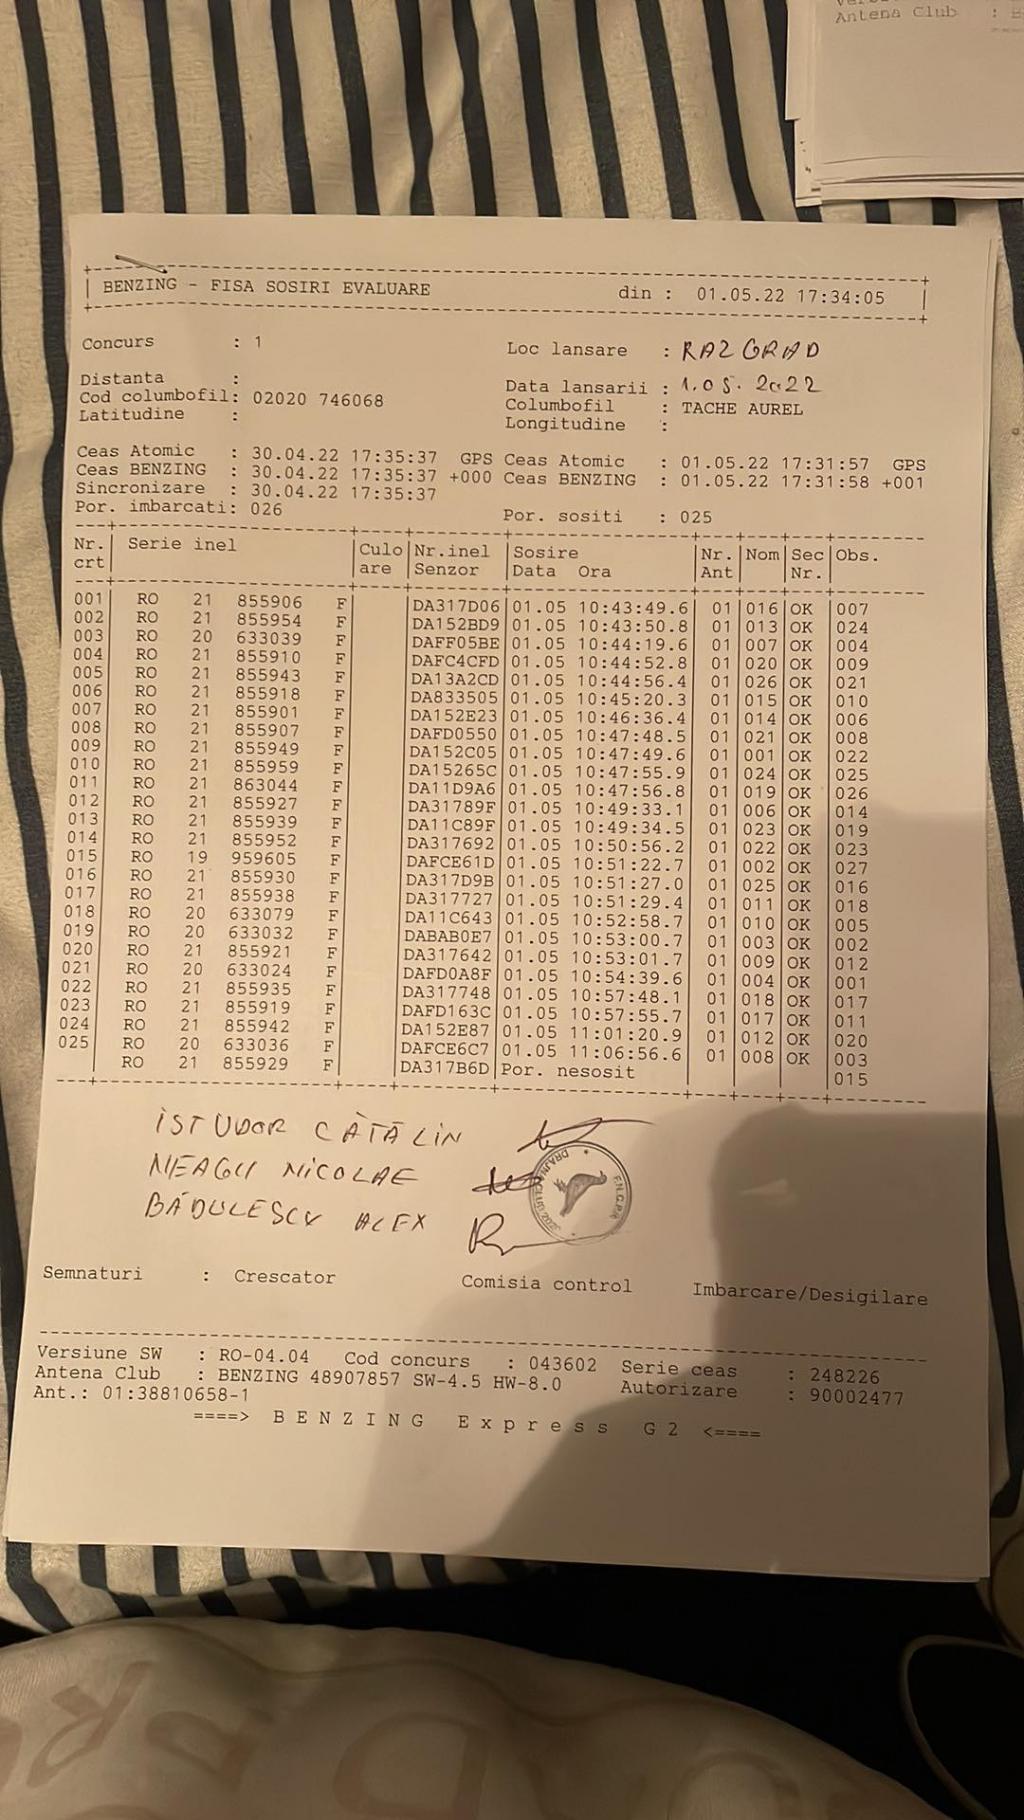 Antena Club : B
BENZING - FISA SOSIRI EVALUARE din : 01.05.22 17:34:05
Concurs : 1 Loc lansare : RAZGRAD
Distanta : Data lansarii : 1.05.2022
Cod columbofil: 02020 746068 Columbofil : TACHE AUREL
Latitudine : Longitudine :
Ceas Atomic : 30.04.22 17:35:37 GPS Ceas Atomic : 01.05.22 17:31:57 GPS
Ceas BENZING : 30.04.22 17:35:37 +000 Ceas BENZING : 01.05.22 17:31:58 +001
Sincronizare : 30.04.22 17:35:37
Por. imbarcati: 026 Por. sositi : 025
Nr. Serie inel Culo Nr.inel Sosire Nr. Nom Sec Obs.
crt are Senzor Data Ora Ant Nr.
001 RO 21 855906 F DA317D06 01.05 10:43:49.6 01 016 OK 007
002 RO 21 855954 F DA152BD9 01.05 10:43:50.8 01 013 OK 024
003 RO 20 633039 F DAFF05BE 01.05 10:44:19.6 01 007 OK 004
004 RO 21 855910 F DAFC4CFD 01.05 10:44:52.8 01 020 OK 009
005 RO 21 855943 F DA13A2CD 01.05 10:44:56.4 01 026 OK 021
006 RO 21 855918 F DA833505 01.05 10:45:20.3 01 015 OK 010
007 RO 21 855901 F DA152E23 01.05 10:46:36.4 01 014 OK 006
008 RO 21 855907 F DAFD0550 01.05 10:47:48.5 01 021 OK 008
009 RO 21 855949 F DA152C05 01.05 10:47:49.6 01 001 OK 022
010 RO 21 855959 F DA15265C 01.05 10:47:55.9 01 024 OK 025
011 RO 21 863044 F DA11D9A6 01.05 10:47:56.8 01 019 OK 026
012 RO 21 855927 F DA31789F 01.05 10:49:33.1 01 006 OK 014
013 RO 21 855939 F DA11C89F 01.05 10:49:34.5 01 023 OK 019
014 RO 21 855952 F DA317692 01.05 10:50:56.2 01 022 OK 023
015 RO 19 959605 F DAFCE61D 01.05 10:51:22.7 01 002 OK 027
016 RO 21 855930 F DA317D9B 01.05 10:51:27.0 01 025 OK 016
017 RO 21 855938 F DA317727 01.05 10:51:29.4 01 011 OK 018
018 RO 20 633079 F DA11C643 01.05 10:52:58.7 01 010 OK 005
019 RO 20 633032 F DABAB0E7 01.05 10:53:00.7 01 003 OK 002
020 RO 21 855921 F DA317642 01.05 10:53:01.7 01 009 OK 012
021 RO 20 633024 F DAFD0A8F 01.05 10:54:39.6 01 004 OK 001
022 RO 21 855935 F DA317748 01.05 10:57:48.1 01 018 OK 017
023 RO 21 855919 F DAFD163C 01.05 10:57:55.7 01 017 OK 011
024 RO 21 855942 F DA152E87 01.05 11:01:20.9 01 012 OK 020
025 RO 20 633036 F DAFCE6C7 01.05 11:06:56.6 01 008 OK 003
RO 21 855929 F DA317B6D Por. nesosit 015
ISTUDOR CĂTĂLIN
NEAGU NICOLAE
BĂDULESCU ALEX
Semnaturi : Crescator Comisia control Imbarcare/Desigilare
Versiune SW : RO-04.04 Cod concurs : 043602 Serie ceas : 248226
Antena Club : BENZING 48907857 SW-4.5 HW-8.0 Autorizare : 90002477
Ant.: 01:38810658-1
====> B E N Z I N G E x p r e s s G 2 <====